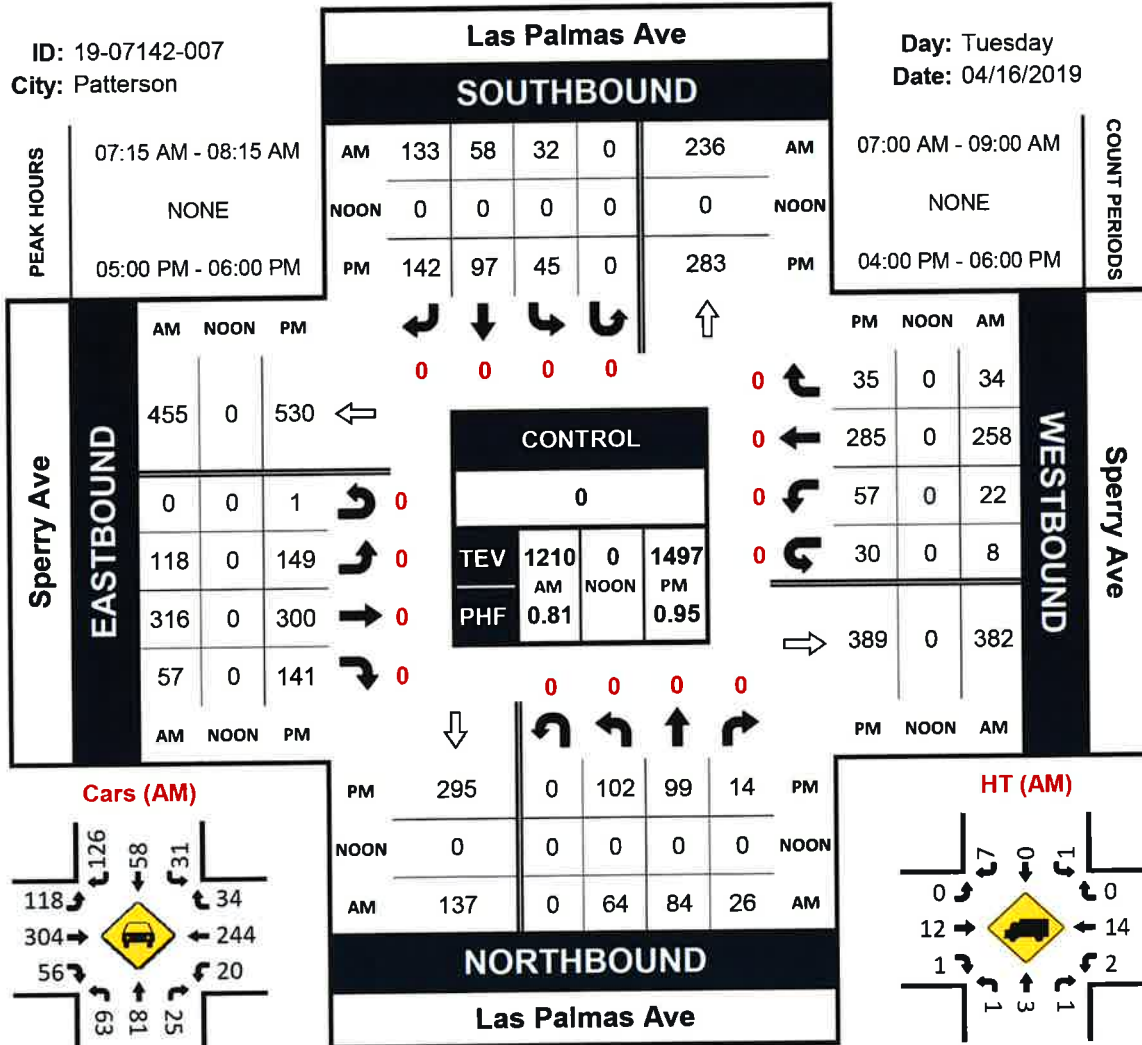 ID: 19-07142-007
City: Patterson
Las Palmas Ave
SOUTHBOUND
Day: Tuesday
Date: 04/16/2019
PEAK HOURS
07:15 AM - 08:15 AM
NONE
05:00 PM - 06:00 PM
AM 133 58 32 0 236 AM
NOON 0 0 0 0 0 NOON
PM 142 97 45 0 283 PM
07:00 AM - 09:00 AM
NONE
04:00 PM - 06:00 PM
COUNT PERIODS
0 0 0 0
Sperry Ave
EASTBOUND
AM NOON PM
455 0 530
0 0 1 0
118 0 149 0
316 0 300 0
57 0 141 0
AM NOON PM
CONTROL
0
TEV 1210 0 1497
AM NOON PM
PHF 0.81 0.95
PM NOON AM
0 35 0 34
0 285 0 258
0 57 0 22
0 30 0 8
389 0 382
PM NOON AM
WESTBOUND
Sperry Ave
0 0 0 0
PM 295 0 102 99 14 PM
NOON 0 0 0 0 0 NOON
AM 137 0 64 84 26 AM
NORTHBOUND
Las Palmas Ave
Cars (AM)
126 58 31
118 34
304 244
56 20
63 81 25
HT (AM)
7 0 1
0 0
12 14
1 2
1 3 1